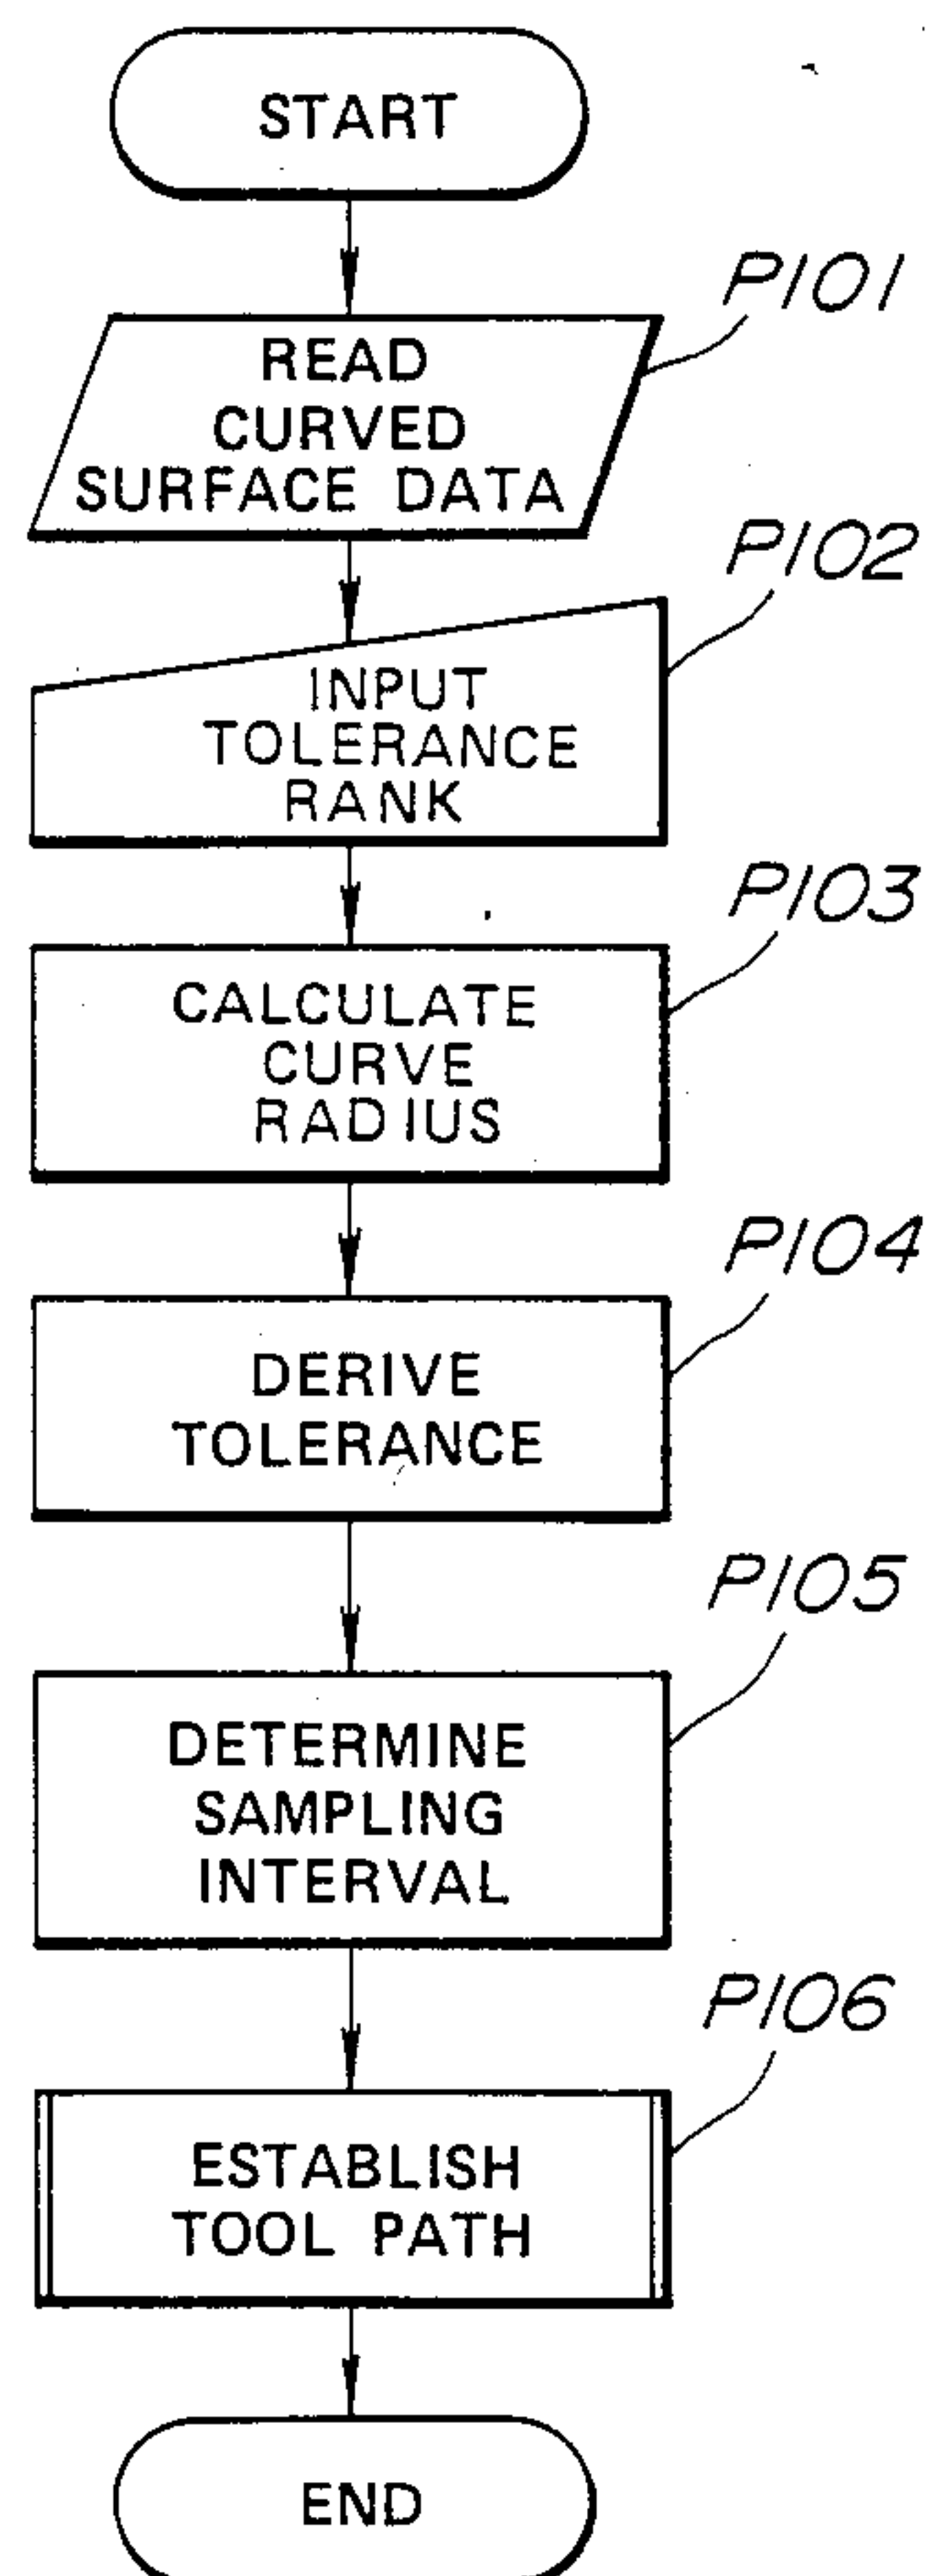 START
P101
READ
CURVED
SURFACE DATA
P102
INPUT
TOLERANCE
RANK
P103
CALCULATE
CURVE
RADIUS
P104
DERIVE
TOLERANCE
P105
DETERMINE
SAMPLING
INTERVAL
P106
ESTABLISH
TOOL PATH
END